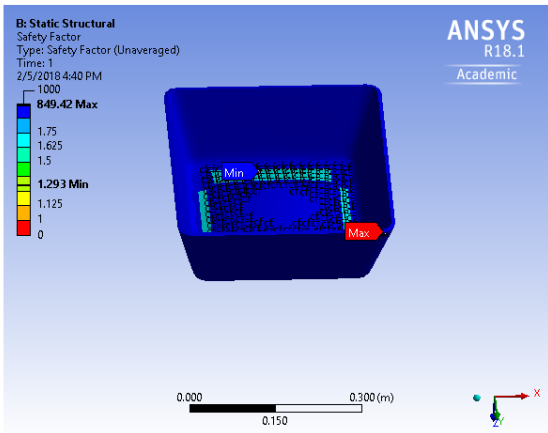 B: Static Structural
Safety Factor
Type: Safety Factor (Unaveraged)
Time: 1
2/5/2018 4:40 PM
1000
849.42 Max
1.75
1.625
1.5
1.293 Min
1.125
1
0
ANSYS
R18.1
Academic
Min
Max
0.000
0.300 (m)
0.150
X
Y
Z